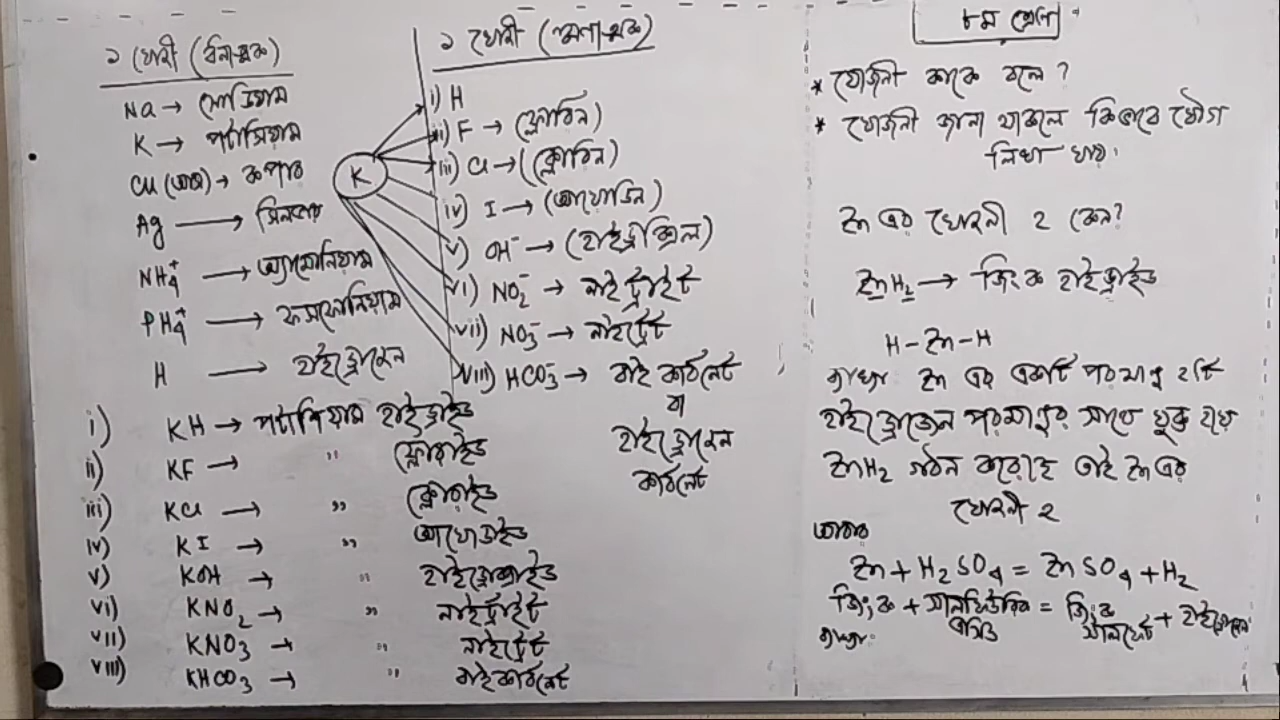 ১ যোজী (ধনাত্মক)
Na → সোডিয়াম
K → পটাসিয়াম
Cu (আস) → কপার
Ag → সিলভার
NH₄⁺ → অ্যামোনিয়াম
PH₄⁺ → ফসফোনিয়াম
H → হাইড্রোজেন
K
১ যোজী (ঋণাত্মক)
i) H
ii) F → (ফ্লোরিন)
iii) Cl → (ক্লোরিন)
iv) I → (আয়োডিন)
v) OH⁻ → (হাইড্রক্সিল)
vi) NO₂⁻ → নাইট্রাইট
vii) NO₃⁻ → নাইট্রেট
viii) HCO₃⁻ → বাই কার্বনেট
বা
হাইড্রোজেন
কার্বনেট
i) KH → পটাশিয়াম হাইড্রাইড
ii) KF → " ফ্লোরাইড
iii) KCl → " ক্লোরাইড
iv) KI → " আয়োডাইড
v) KOH → " হাইড্রোক্সাইড
vi) KNO₂ → " নাইট্রাইট
vii) KNO₃ → " নাইট্রেট
viii) KHCO₃ → " বাইকার্বনেট
৮ম শ্রেণী
* যোজনী কাকে বলে?
* যোজনী জানা থাকলে কিভাবে যৌগ
লিখা যায়।
Zn এর যোজনী 2 কেন?
ZnH₂ → জিংক হাইড্রাইড
H - Zn - H
ব্যাখ্যা Zn এর একটি পরমাণু ২টি
হাইড্রোজেন পরমাণুর সাথে যুক্ত হয়ে
ZnH₂ গঠন করেছে তাই Zn এর
যোজনী ২
আবার
Zn + H₂SO₄ = ZnSO₄ + H₂
জিংক + সালফিউরিক এসিড = জিংক সালফেট + হাইড্রোজেন
ব্যাখ্যা: